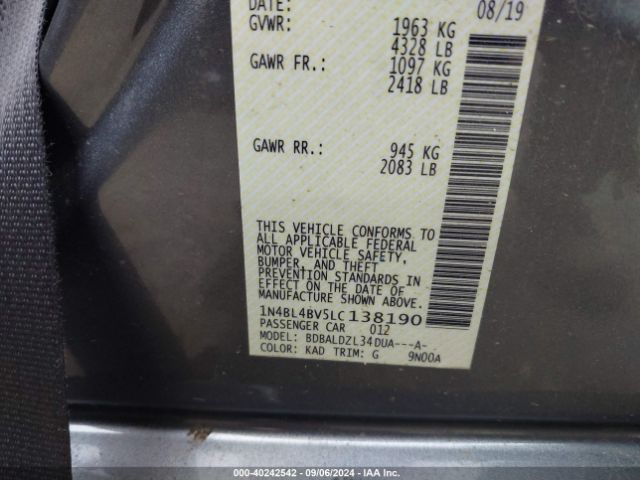 DATE: 08/19
GVWR: 1963 KG
4328 LB
GAWR FR.: 1097 KG
2418 LB
GAWR RR.: 945 KG
2083 LB
THIS VEHICLE CONFORMS TO
ALL APPLICABLE FEDERAL
MOTOR VEHICLE SAFETY,
BUMPER, AND THEFT
PREVENTION STANDARDS IN
EFFECT ON THE DATE OF
MANUFACTURE SHOWN ABOVE.
1N4BL4BV5LC138190
PASSENGER CAR 012
MODEL: BDBALDZL34DUA---A-
COLOR: KAD TRIM: G 9N00A
000-40242542 - 09/06/2024 - IAA Inc.